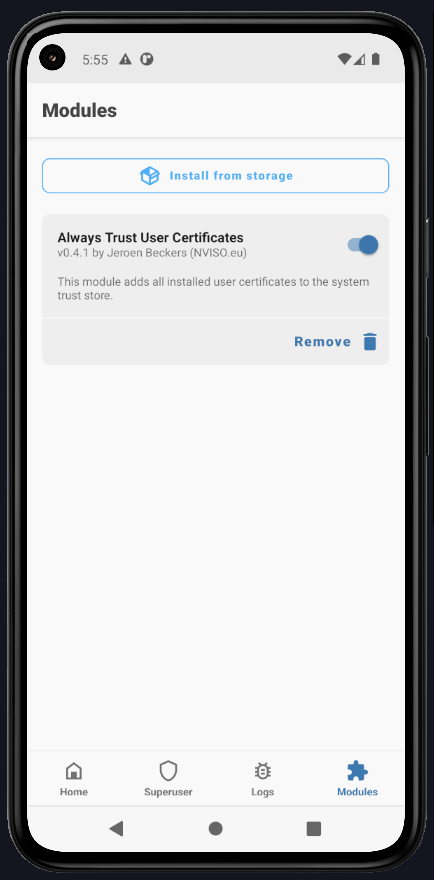 5:55
Modules
Install from storage
Always Trust User Certificates
v0.4.1 by Jeroen Beckers (NVISO.eu)
This module adds all installed user certificates to the system
trust store.
Remove
Home
Superuser
Logs
Modules